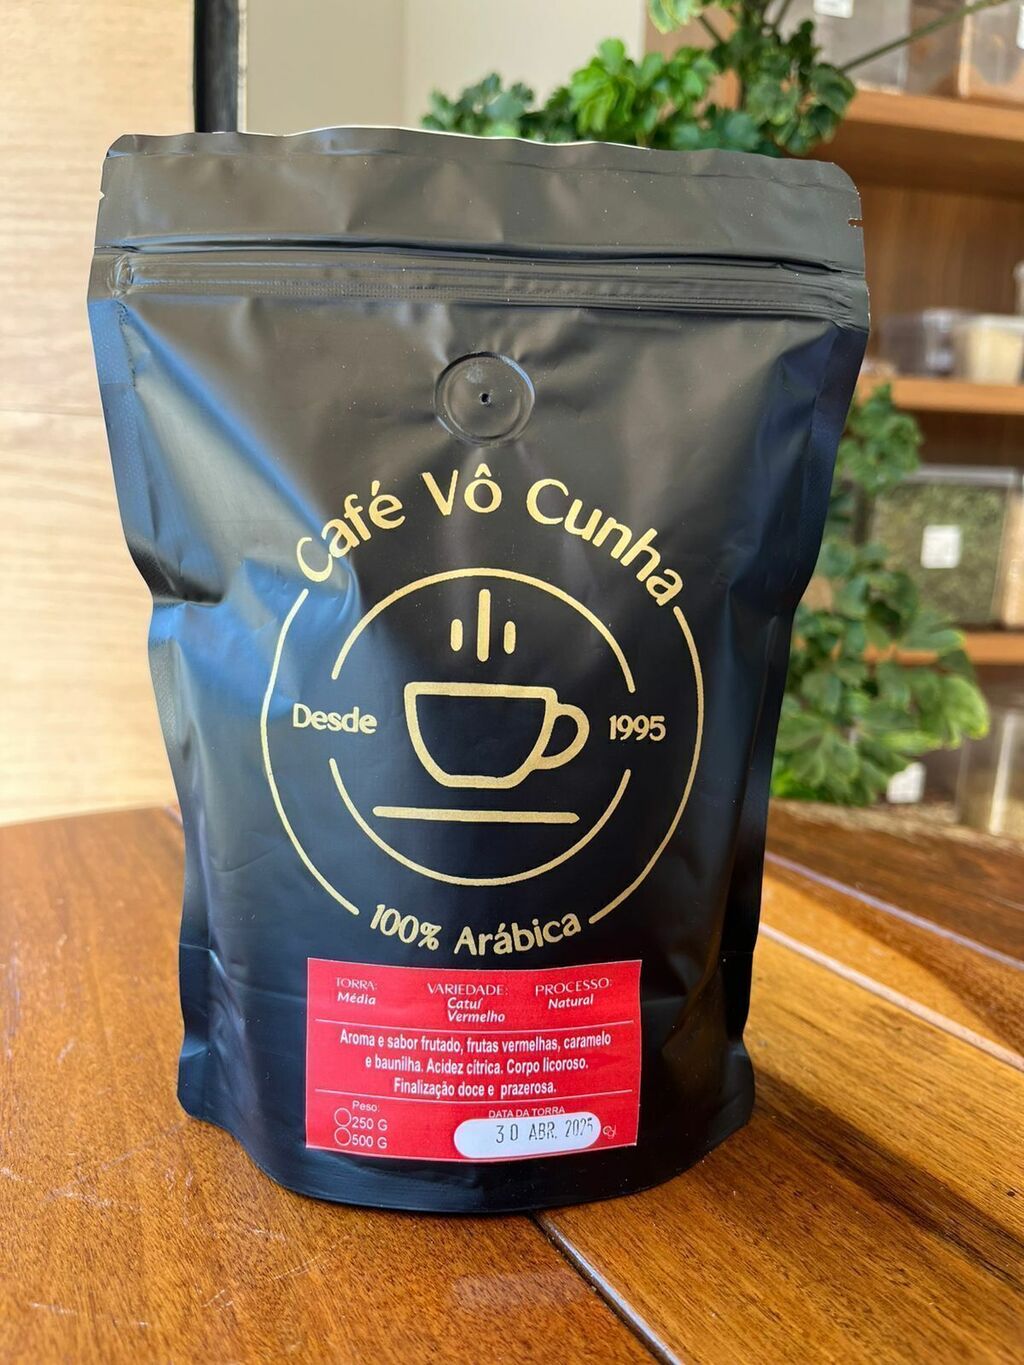 Café Vô Cunha
Desde 1995
100% Arábica
TORRA: VARIEDADE: PROCESSO:
Média Catuí Natural
Vermelho
Aroma e sabor frutado, frutas vermelhas, caramelo
e baunilha. Acidez cítrica. Corpo licoroso.
Finalização doce e prazerosa.
Peso:
250 G
500 G
DATA DA TORRA
30 ABR. 2025